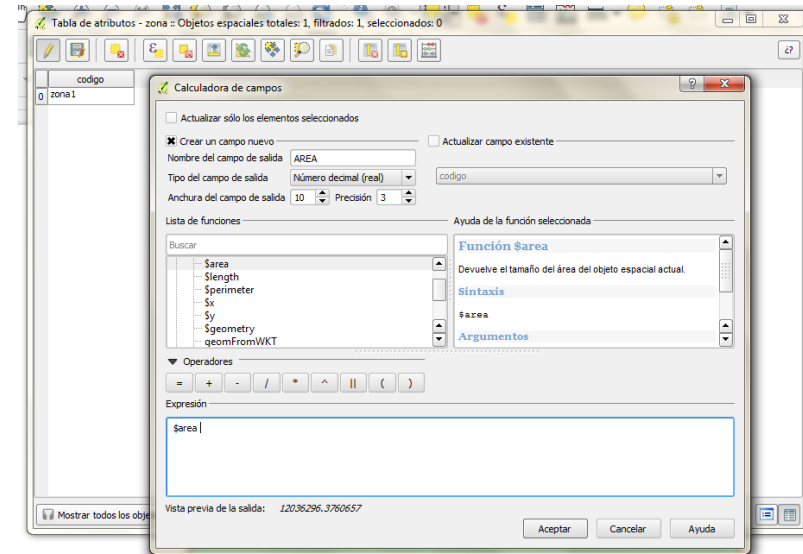 Tabla de atributos - zona :: Objetos espaciales totales: 1, filtrados: 1, seleccionados: 0
codigo
0 zona1
Calculadora de campos
Actualizar sólo los elementos seleccionados
Crear un campo nuevo
Actualizar campo existente
Nombre del campo de salida AREA
Tipo del campo de salida Número decimal (real)
codigo
Anchura del campo de salida 10 Precisión 3
Lista de funciones
Ayuda de la función seleccionada
Buscar
Función $area
$area
Devuelve el tamaño del área del objeto espacial actual.
$length
$perimeter
Sintaxis
$x
$y
$area
$geometry
geomFromWKT
Argumentos
Operadores
= + - / * ^ || ( )
Expresión
$area
Vista previa de la salida: 12036296.3760657
Mostrar todos los obje
Aceptar Cancelar Ayuda